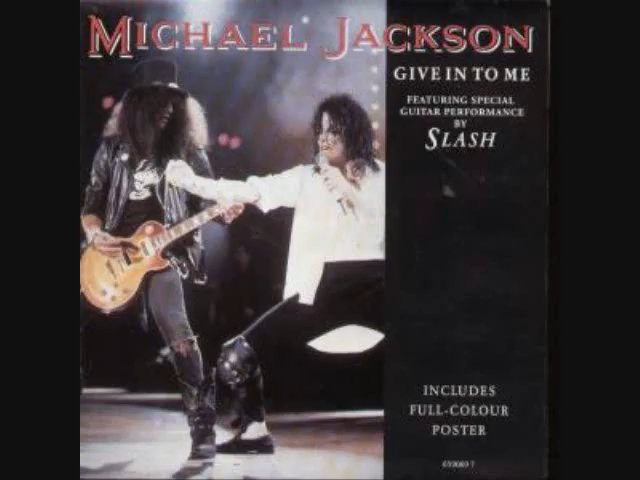 MICHAEL JACKSON
GIVE IN TO ME
FEATURING SPECIAL
GUITAR PERFORMANCE
BY
SLASH
INCLUDES
FULL-COLOUR
POSTER